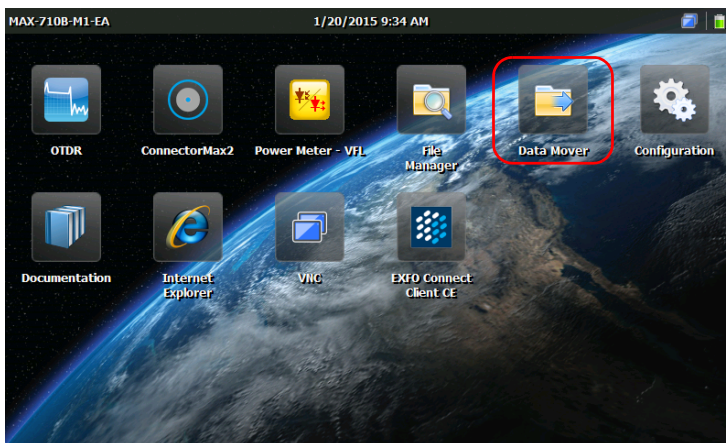 MAX-710B-M1-EA 1/20/2015 9:34 AM
OTDR ConnectorMax2 Power Meter - VFL File Manager Data Mover Configuration
Documentation Internet Explorer VNC EXFO Connect Client CE